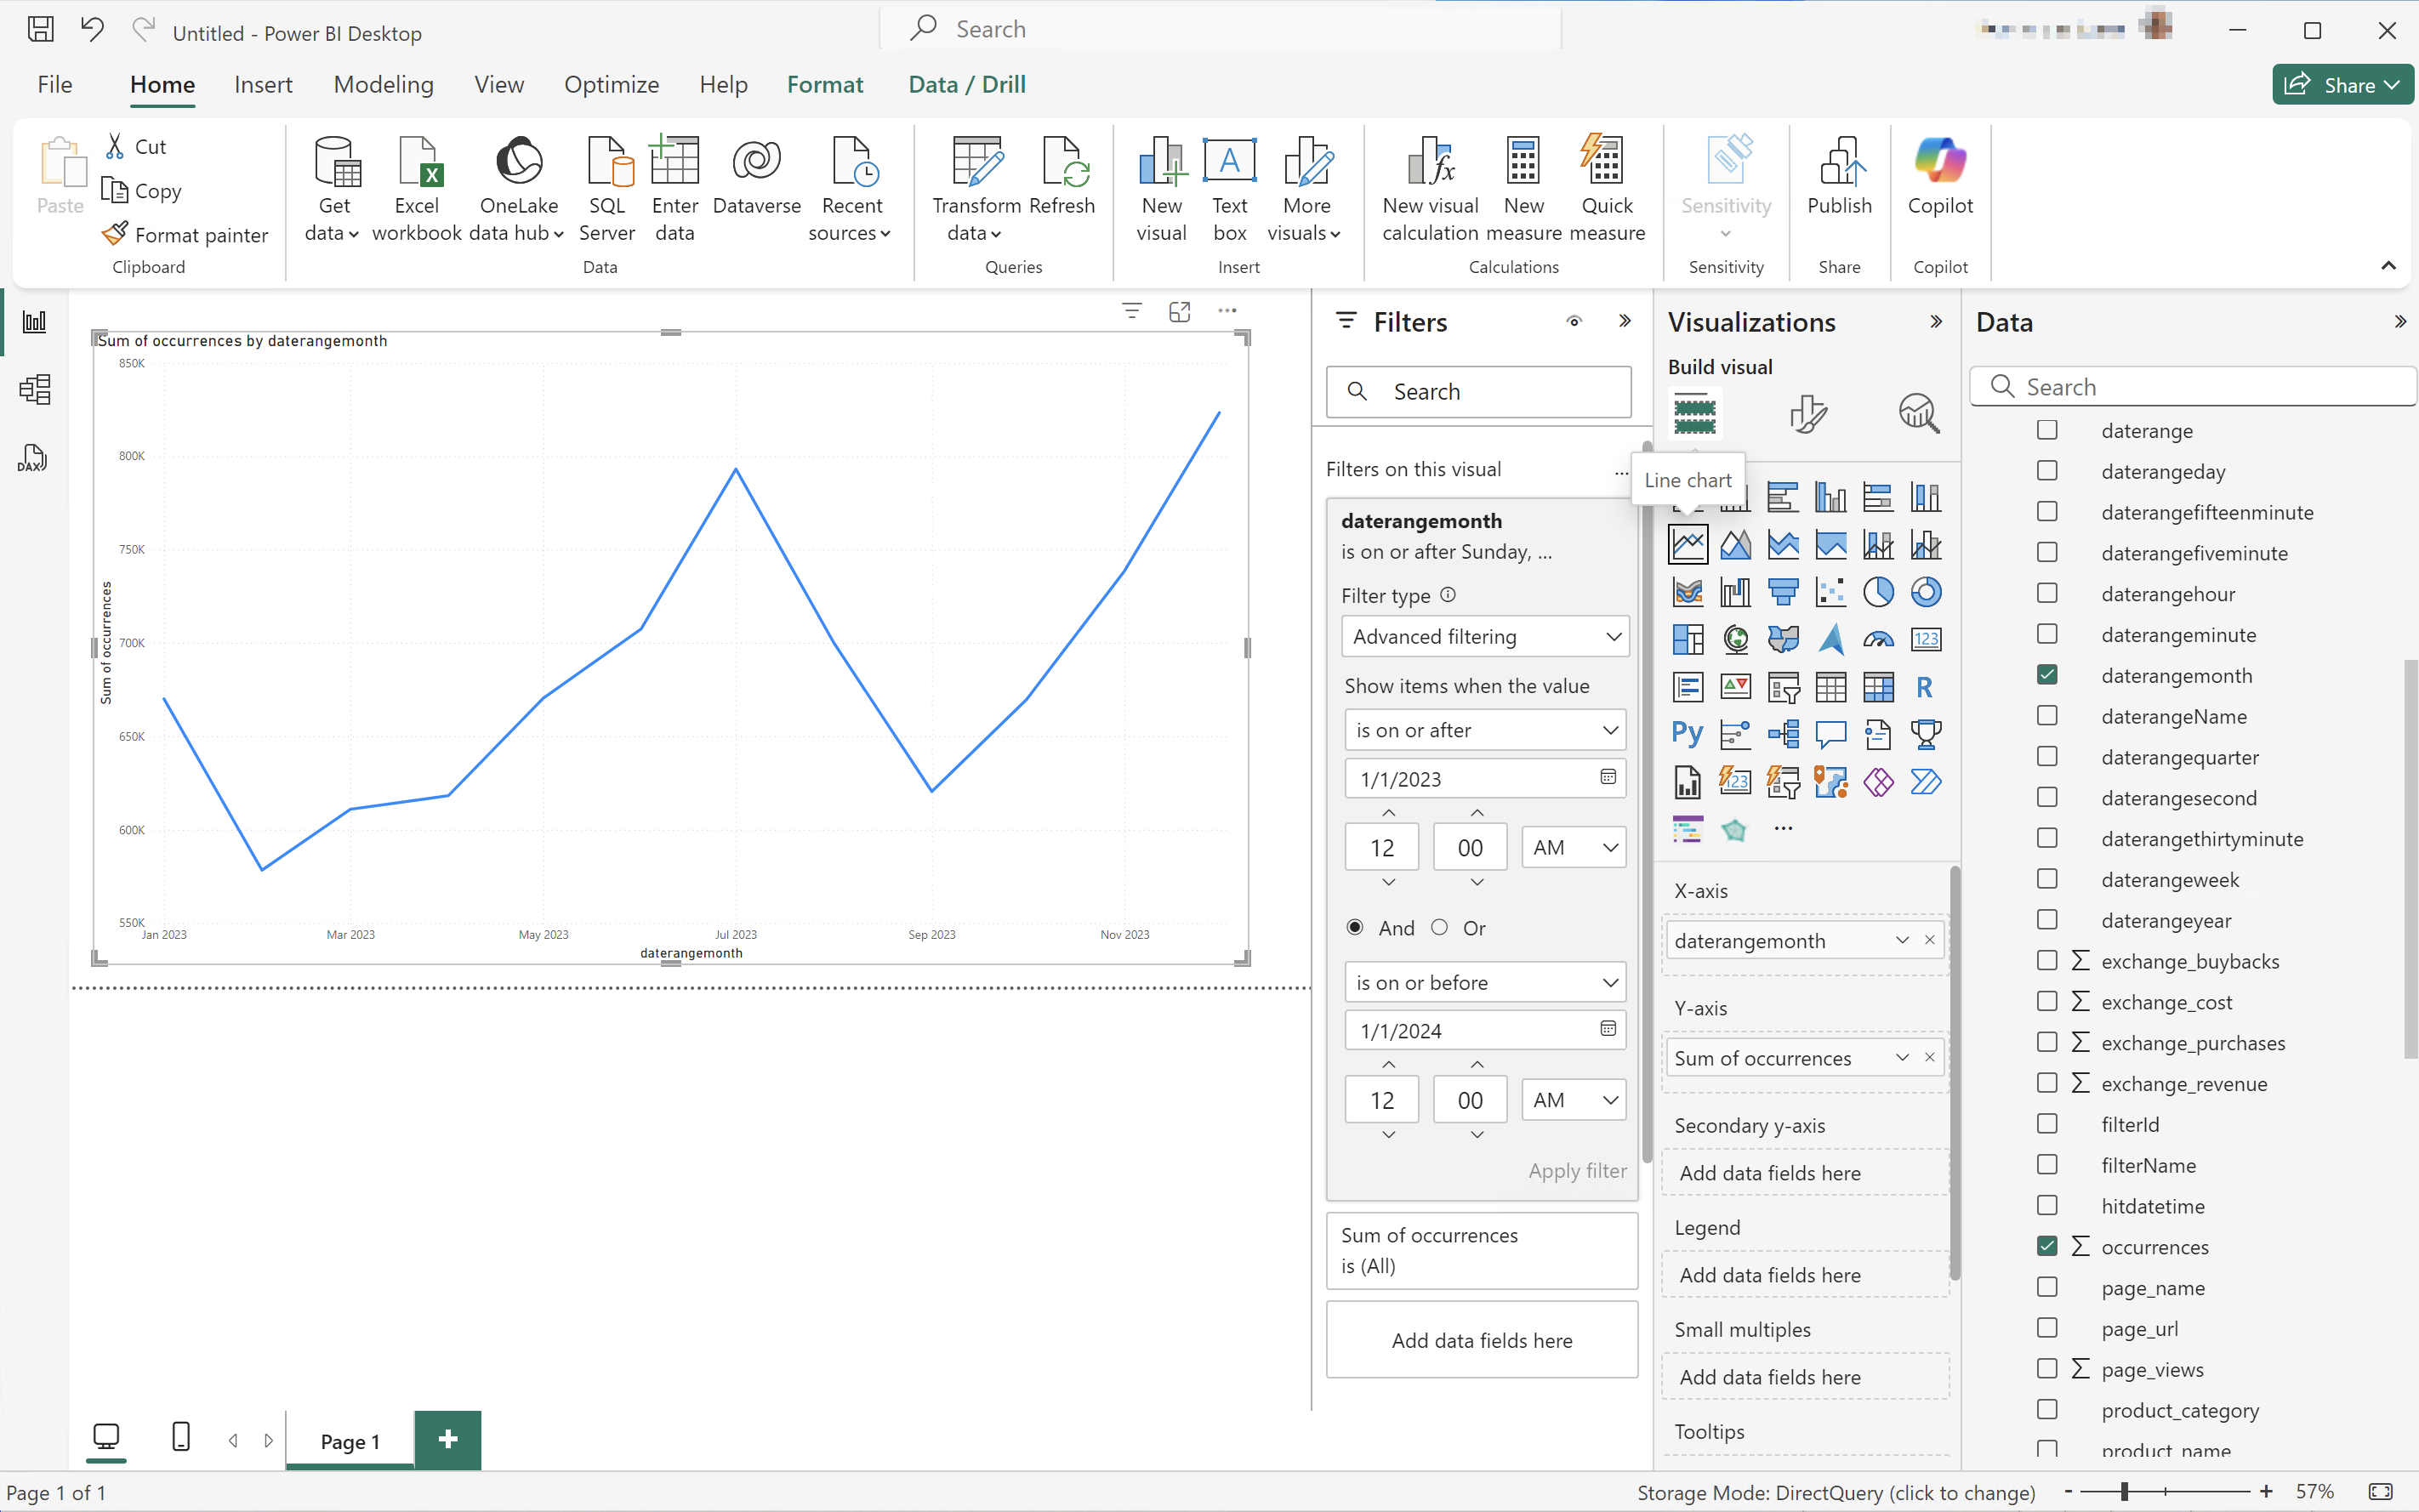 Untitled - Power BI Desktop
Search
File Home Insert Modeling View Optimize Help Format Data / Drill
Share
Paste
Cut
Copy
Format painter
Clipboard
Get data
Excel workbook
OneLake data hub
SQL Server
Enter data
Dataverse
Recent sources
Data
Transform data
Refresh
Queries
New visual
Text box
More visuals
Insert
New visual calculation
New measure
Quick measure
Calculations
Sensitivity
Sensitivity
Publish
Share
Copilot
Copilot
DAX
Sum of occurrences by daterangemonth
850K
800K
750K
700K
650K
600K
550K
Sum of occurrences
Jan 2023 Mar 2023 May 2023 Jul 2023 Sep 2023 Nov 2023
daterangemonth
Filters
Search
Filters on this visual
daterangemonth
is on or after Sunday, ...
Filter type
Advanced filtering
Show items when the value
is on or after
1/1/2023
12 00 AM
And Or
is on or before
1/1/2024
12 00 AM
Apply filter
Sum of occurrences
is (All)
Add data fields here
Visualizations
Build visual
Line chart
123
R
Py
123
X-axis
daterangemonth
Y-axis
Sum of occurrences
Secondary y-axis
Add data fields here
Legend
Add data fields here
Small multiples
Add data fields here
Tooltips
Data
Search
daterange
daterangeday
daterangefifteenminute
daterangefiveminute
daterangehour
daterangeminute
daterangemonth
daterangeName
daterangequarter
daterangesecond
daterangethirtyminute
daterangeweek
daterangeyear
Σ exchange_buybacks
Σ exchange_cost
Σ exchange_purchases
Σ exchange_revenue
filterId
filterName
hitdatetime
Σ occurrences
page_name
page_url
Σ page_views
product_category
product_name
Page 1
+
Page 1 of 1
Storage Mode: DirectQuery (click to change)
- + 57%